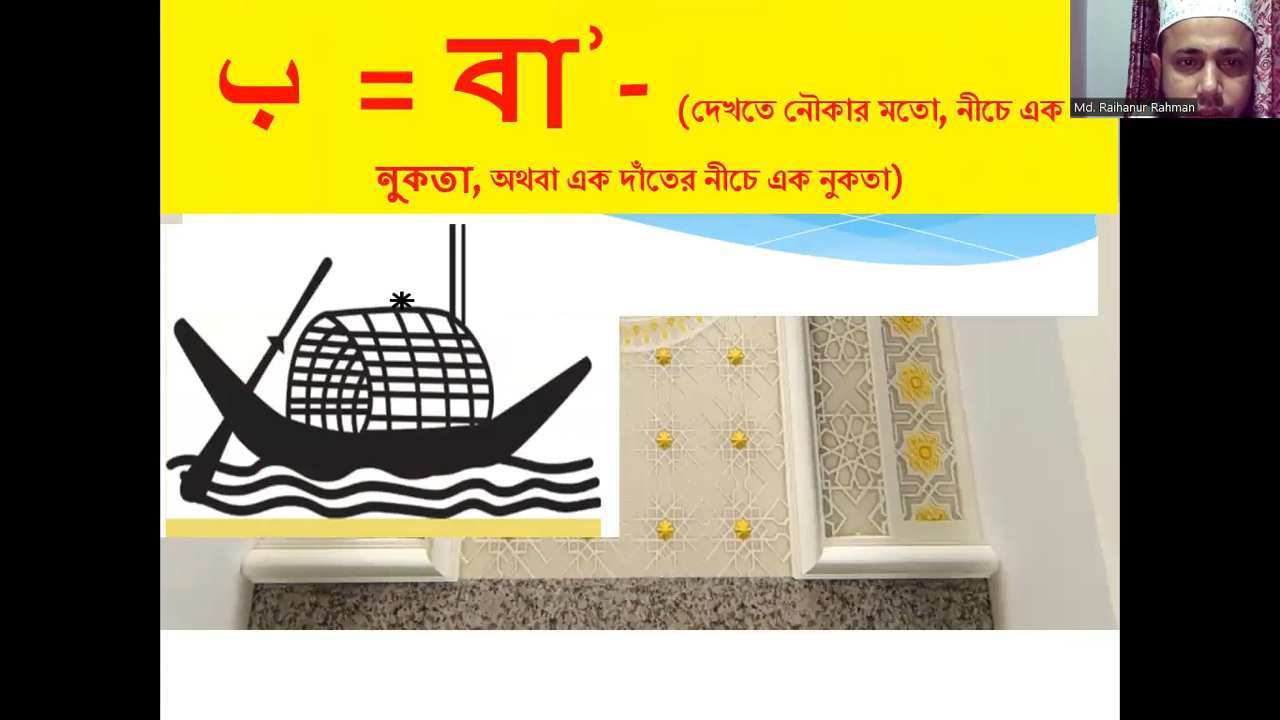 ب = বা’ - (দেখতে নৌকার মতো, নীচে এক
নুকতা, অথবা এক দাঁতের নীচে এক নুকতা)
Md. Raihanur Rahman